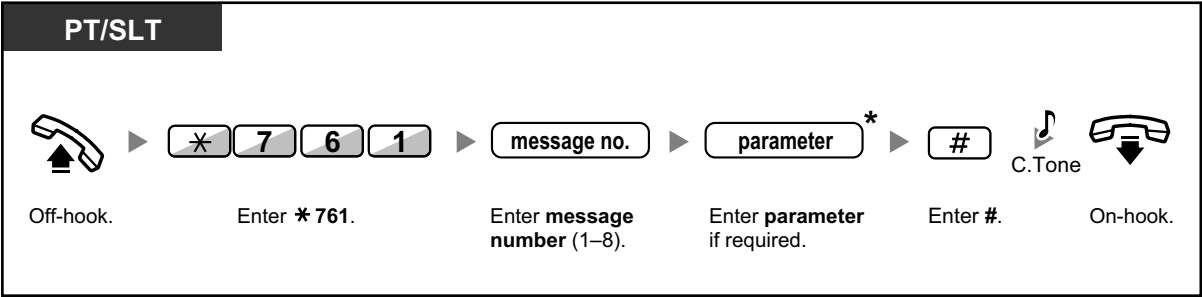 PT/SLT
* 7 6 1 message no. parameter * #
C.Tone
Off-hook. Enter * 761. Enter message Enter parameter Enter #. On-hook.
number (1–8). if required.